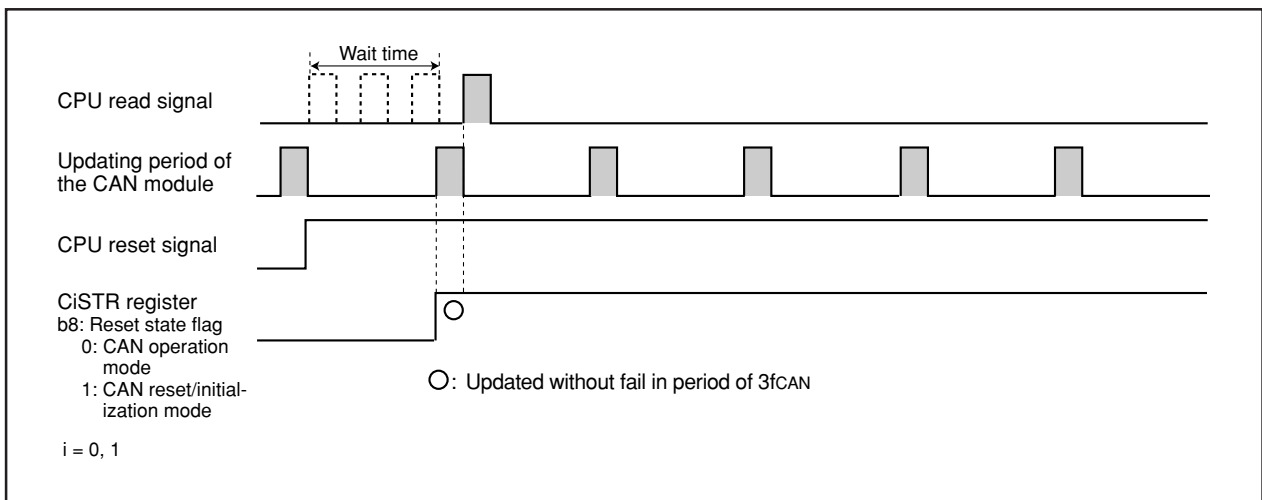 Wait time
CPU read signal
Updating period of
the CAN module
CPU reset signal
CiSTR register
b8: Reset state flag
0: CAN operation
mode
1: CAN reset/initial-
ization mode
○: Updated without fail in period of 3fCAN
i = 0, 1